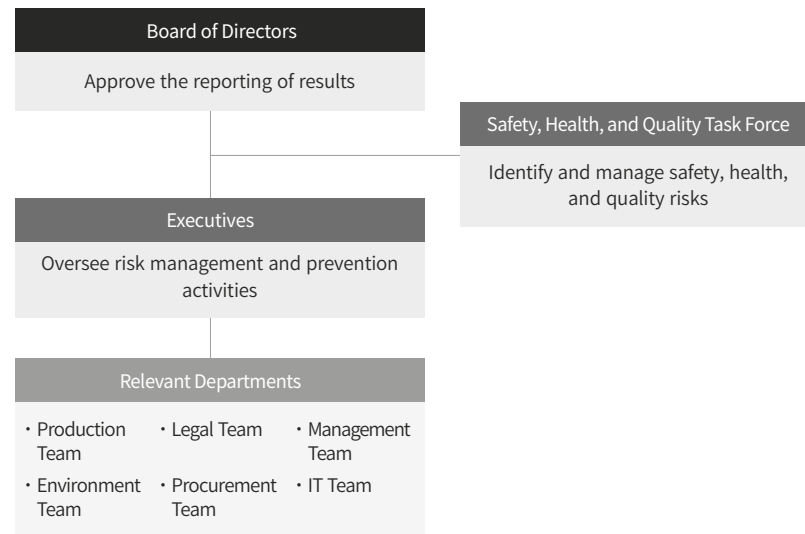 Board of Directors
Approve the reporting of results
Safety, Health, and Quality Task Force
Identify and manage safety, health,
and quality risks
Executives
Oversee risk management and prevention
activities
Relevant Departments
・Production
Team
・Legal Team
・Management
Team
・Environment
Team
・Procurement
Team
・IT Team